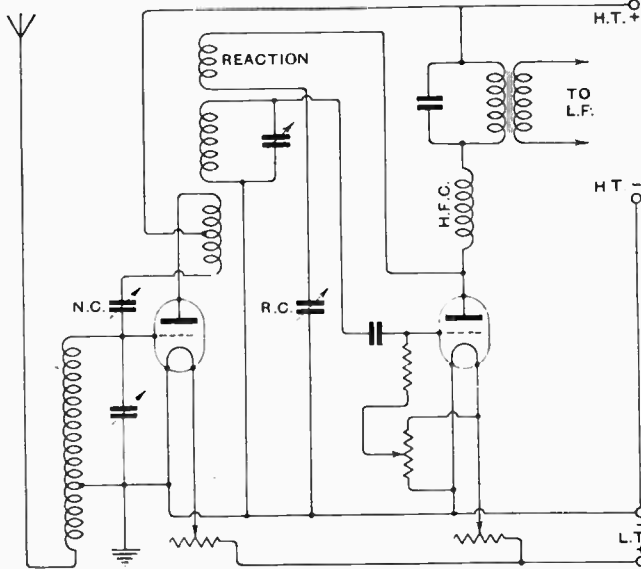 H.T.+
REACTION
TO
L.F.
H.F.C.
H T -
N.C.
R.C.
L.T.